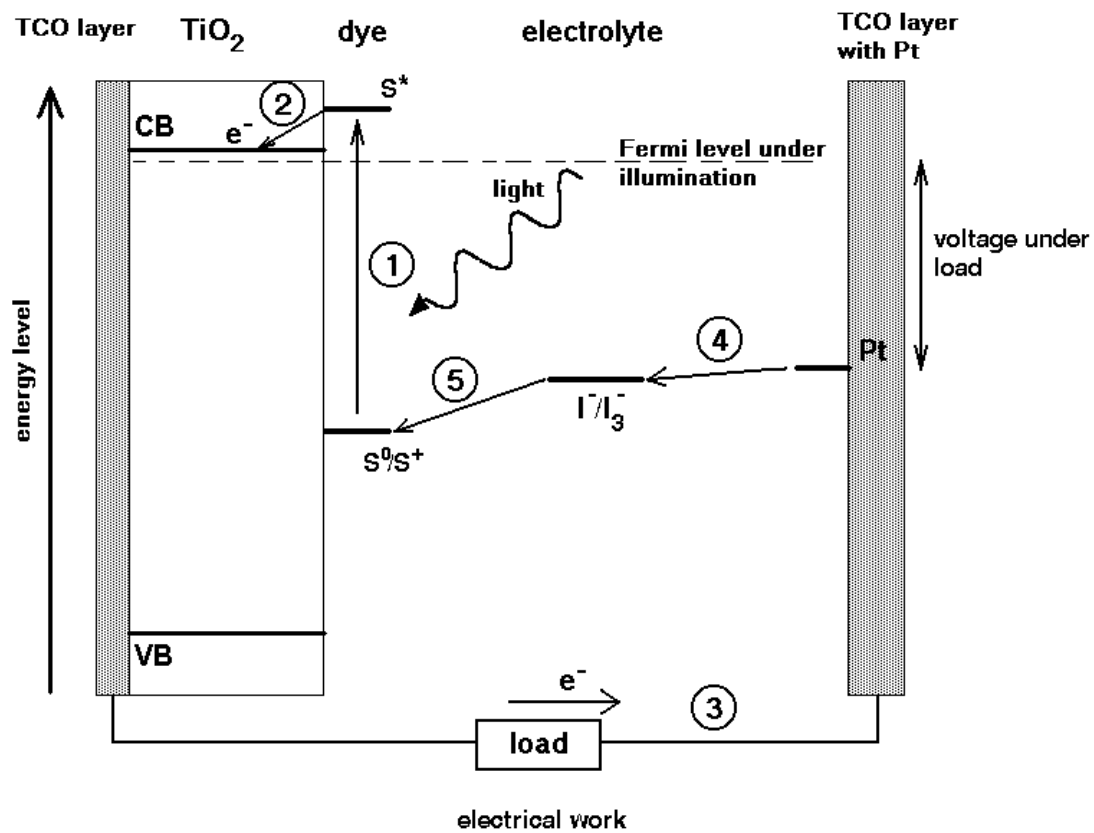 TCO layer
TiO₂
dye
electrolyte
TCO layer
with Pt
S*
②
CB
e⁻
Fermi level under
illumination
light
①
voltage under
load
energy level
④
Pt
⑤
I⁻/I₃⁻
S⁰/S⁺
VB
e⁻
③
load
electrical work